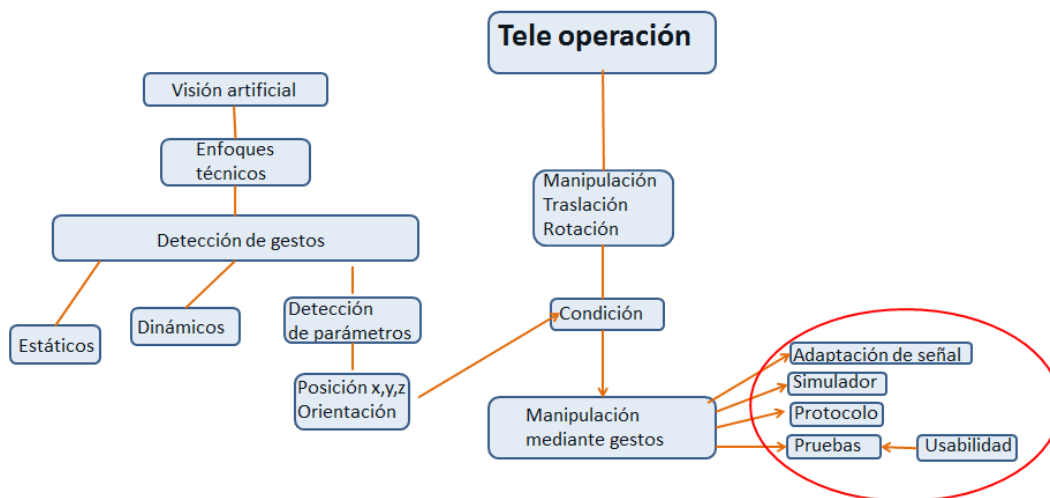 Tele operación
Visión artificial
Enfoques
técnicos
Detección de gestos
Estáticos
Dinámicos
Detección
de parámetros
Posición x,y,z
Orientación
Manipulación
Traslación
Rotación
Condición
Manipulación
mediante gestos
Adaptación de señal
Simulador
Protocolo
Pruebas
Usabilidad